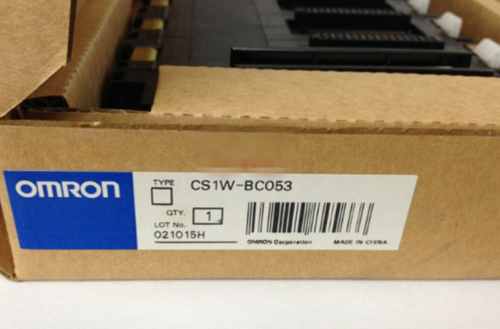 OMRON
TYPE CS1W-BC053
QTY. 1
LOT No.
021015H
OMRON Corporation MADE IN CHINA